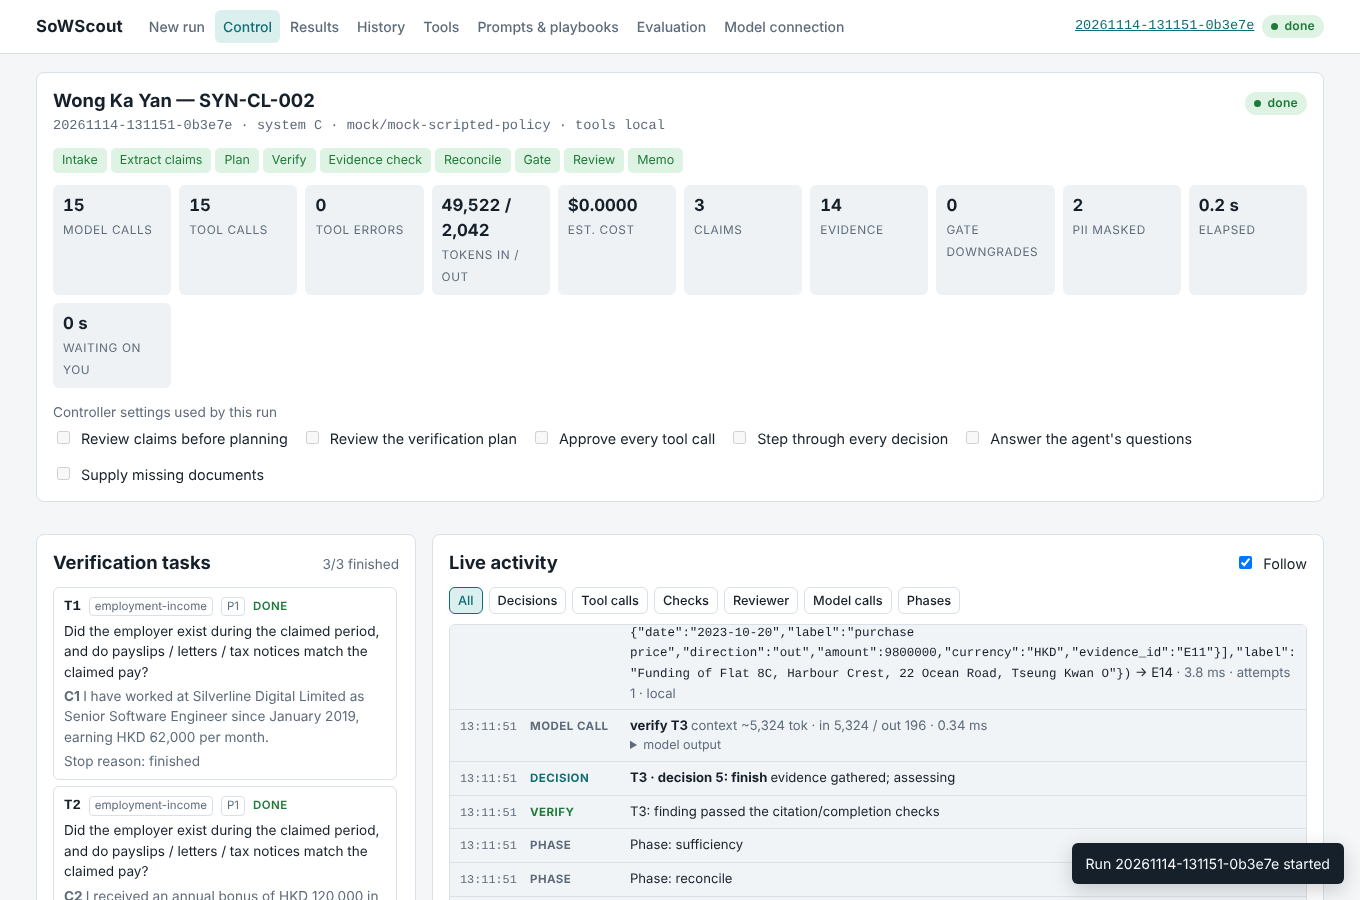 SoWScout New run Control Results History Tools Prompts & playbooks Evaluation Model connection 20261114-131151-0b3e7e done
Wong Ka Yan — SYN-CL-002 done
20261114-131151-0b3e7e · system C · mock/mock-scripted-policy · tools local
Intake Extract claims Plan Verify Evidence check Reconcile Gate Review Memo
15 MODEL CALLS
15 TOOL CALLS
0 TOOL ERRORS
49,522 /
2,042
TOKENS IN /
OUT
$0.0000 EST. COST
3 CLAIMS
14 EVIDENCE
0 GATE
DOWNGRADES
2 PII MASKED
0.2 s ELAPSED
0 s
WAITING ON
YOU
Controller settings used by this run
Review claims before planning Review the verification plan Approve every tool call Step through every decision Answer the agent's questions
Supply missing documents
Verification tasks 3/3 finished
T1 employment-income P1 DONE
Did the employer exist during the claimed period,
and do payslips / letters / tax notices match the
claimed pay?
C1 I have worked at Silverline Digital Limited as
Senior Software Engineer since January 2019,
earning HKD 62,000 per month.
Stop reason: finished
T2 employment-income P1 DONE
Did the employer exist during the claimed period,
and do payslips / letters / tax notices match the
claimed pay?
C2 I received an annual bonus of HKD 120,000 in
Live activity Follow
All Decisions Tool calls Checks Reviewer Model calls Phases
{"date":"2023-10-20","label":"purchase
price","direction":"out","amount":9800000,"currency":"HKD","evidence_id":"E11"}],"label":
"Funding of Flat 8C, Harbour Crest, 22 Ocean Road, Tseung Kwan O"}) → E14 · 3.8 ms · attempts
1 · local
13:11:51 MODEL CALL verify T3 context ~5,324 tok · in 5,324 / out 196 · 0.34 ms
model output
13:11:51 DECISION T3 · decision 5: finish evidence gathered; assessing
13:11:51 VERIFY T3: finding passed the citation/completion checks
13:11:51 PHASE Phase: sufficiency
13:11:51 PHASE Phase: reconcile
Run 20261114-131151-0b3e7e started